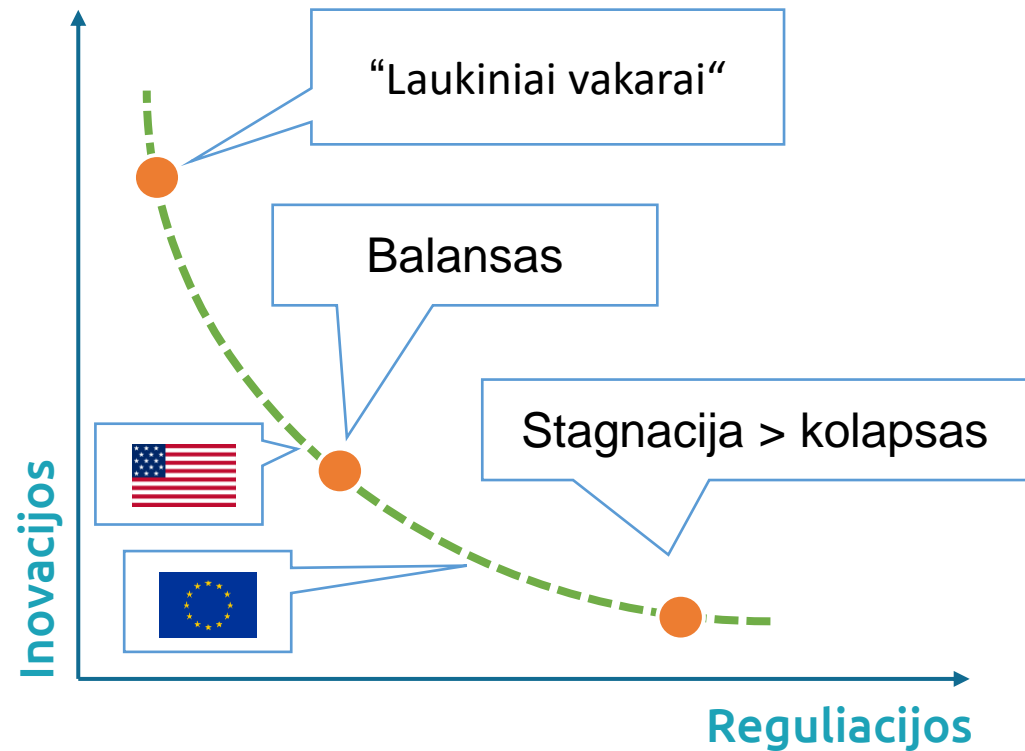 “Laukiniai vakarai“
Balansas
Stagnacija > kolapsas
Inovacijos
Reguliacijos